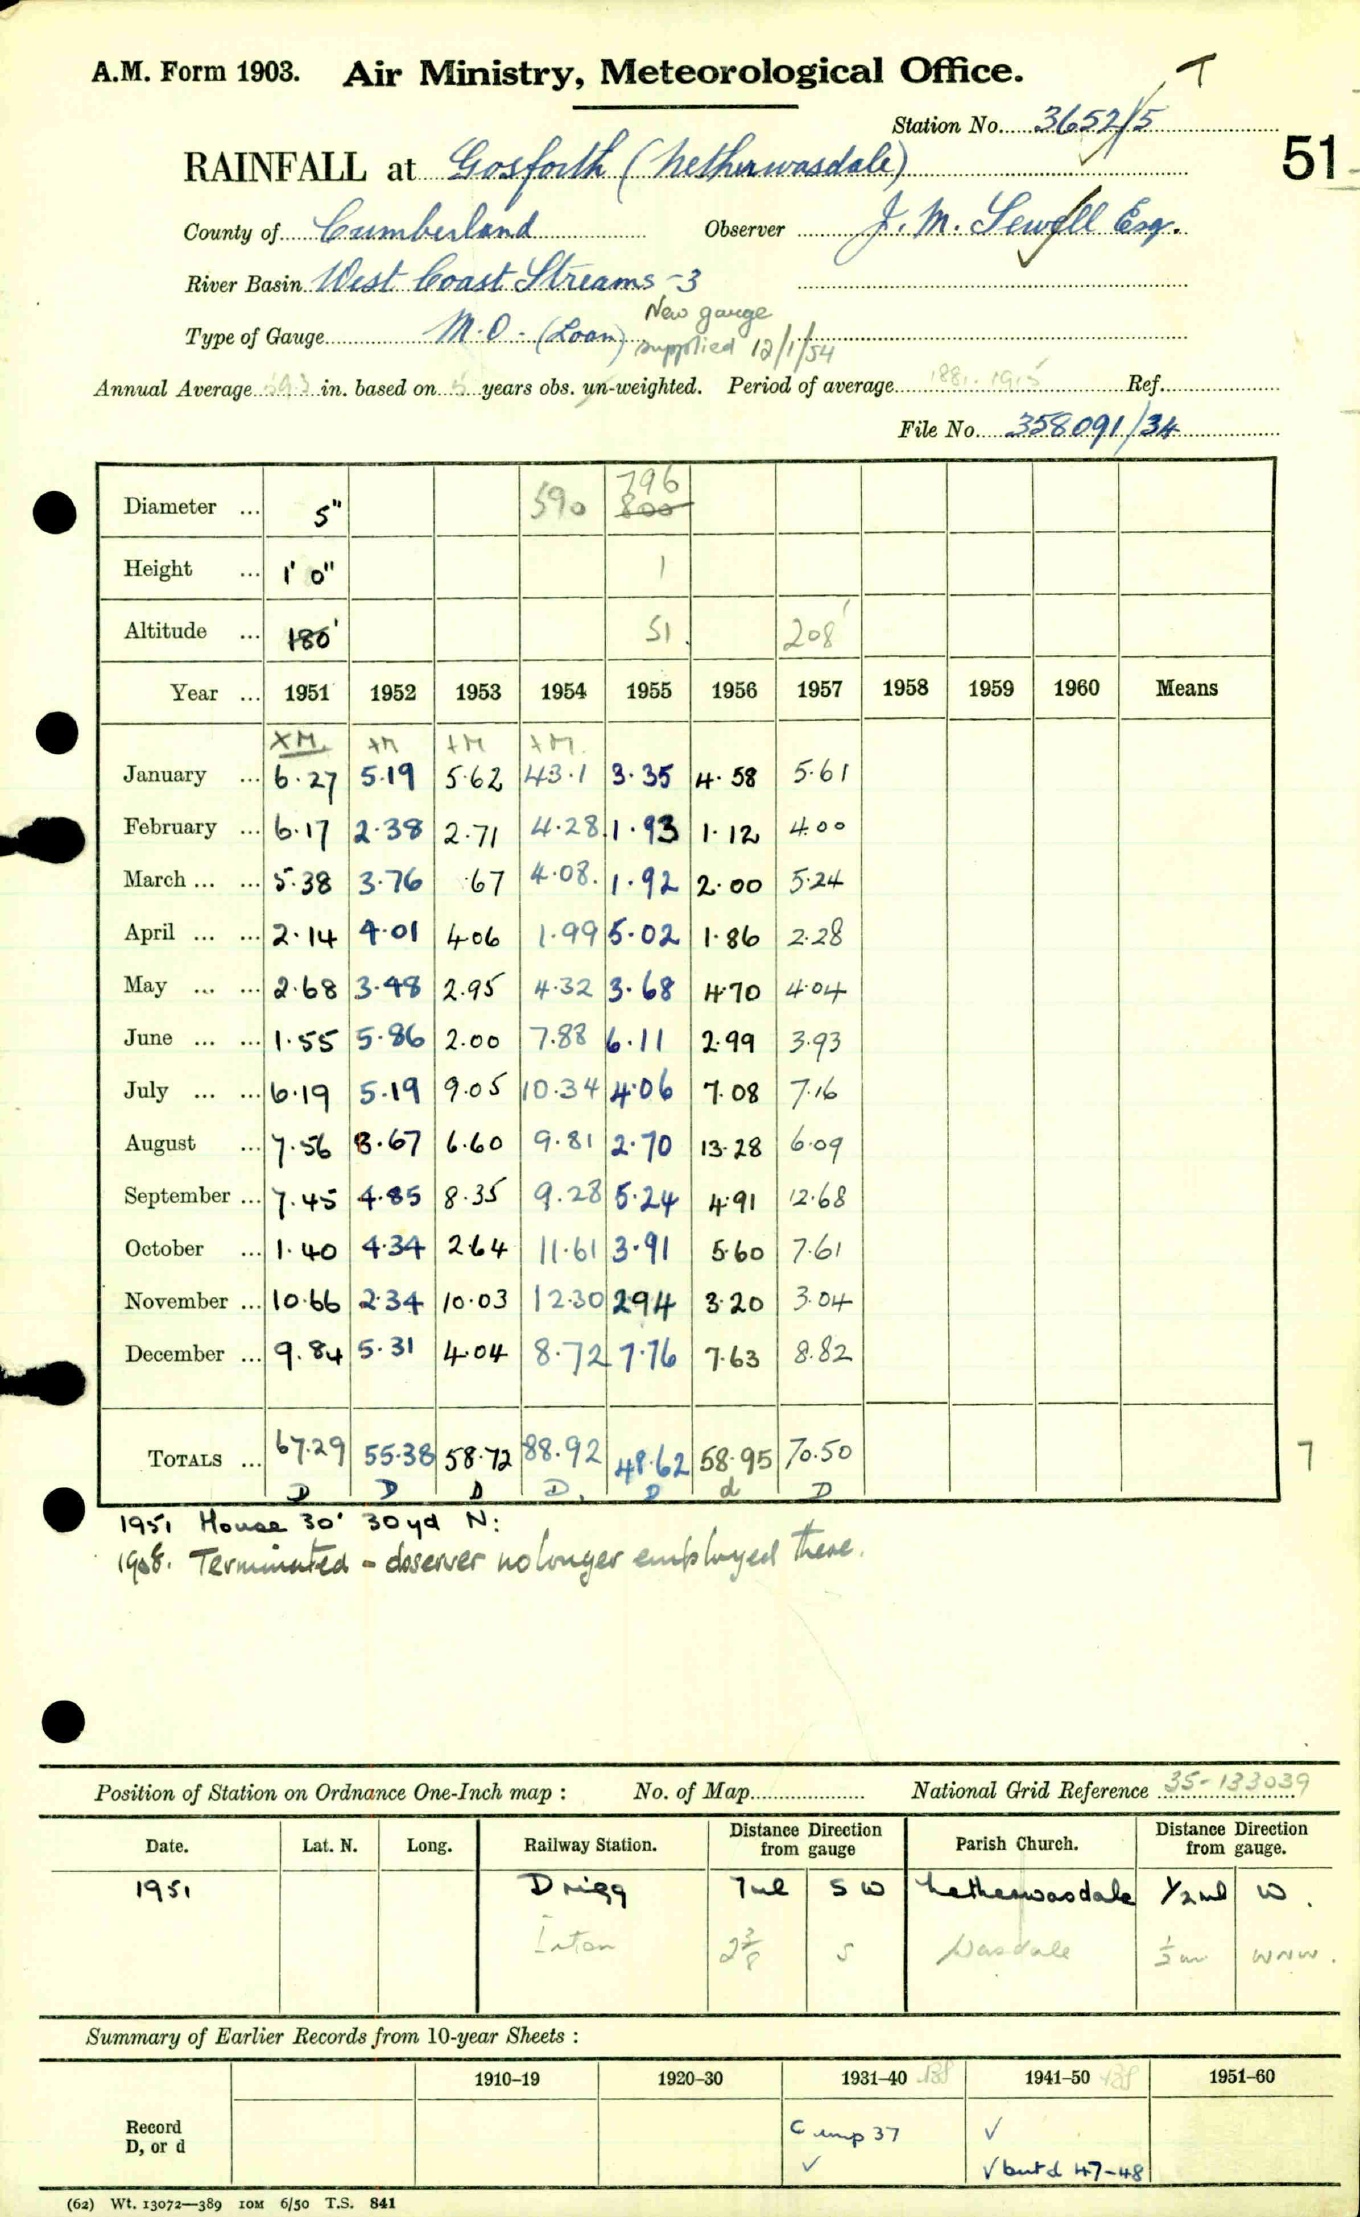 A.M. Form 1903. Air Ministry, Meteorological Office. T
Station No. 3652/5
51
RAINFALL at Gosforth (Netherwasdale)
County of Cumberland Observer J. M. Sewell Esq.
River Basin West Coast Streams -3
Type of Gauge M.O. (Loan) New gauge supplied 12/1/54
Annual Average 593 in. based on 5 years obs. un-weighted. Period of average 1881-1915 Ref.
File No. 358091/34
Diameter ... 5" 590 796 800
Height ... 1' 0" 1
Altitude ... 180' 51. 208'
Year ... 1951 1952 1953 1954 1955 1956 1957 1958 1959 1960 Means
XM. XM XM XM.
January ... 6.27 5.19 5.62 43.1 3.35 4.58 5.61
February ... 6.17 2.38 2.71 4.28 1.93 1.12 4.00
March ... ... 5.38 3.76 .67 4.08. 1.92 2.00 5.24
April ... ... 2.14 4.01 4.06 1.99 5.02 1.86 2.28
May ... ... 2.68 3.48 2.95 4.32 3.68 4.70 4.04
June ... ... 1.55 5.86 2.00 7.88 6.11 2.99 3.93
July ... ... 6.19 5.19 9.05 10.34 4.06 7.08 7.16
August ... 7.56 8.67 6.60 9.81 2.70 13.28 6.09
September ... 7.45 4.85 8.35 9.28 5.24 4.91 12.68
October ... 1.40 4.34 2.64 11.61 3.91 5.60 7.61
November ... 10.66 2.34 10.03 12.30 2.94 3.20 3.04
December ... 9.84 5.31 4.04 8.72 7.76 7.63 8.82
TOTALS ... 67.29 55.38 58.72 88.92 48.62 58.95 70.50 7
D D D D. D d D
1951 House 30' 30yd N:
1958. Terminated - observer no longer employed there.
Position of Station on Ordnance One-Inch map : No. of Map National Grid Reference 35-133039
Date. Lat. N. Long. Railway Station. Distance Direction from gauge Parish Church. Distance Direction from gauge.
1951 Drigg 7ml SW Netherwasdale 1/2ml W.
Irton 2 3/8 S Wasdale 1/2 m WNW.
Summary of Earlier Records from 10-year Sheets :
1910–19 1920–30 1931–40 1941–50 1951–60
Record C ump 37 ✓
D, or d ✓ ✓ but d 47-48
(62) Wt. 13072—389 10M 6/50 T.S. 841